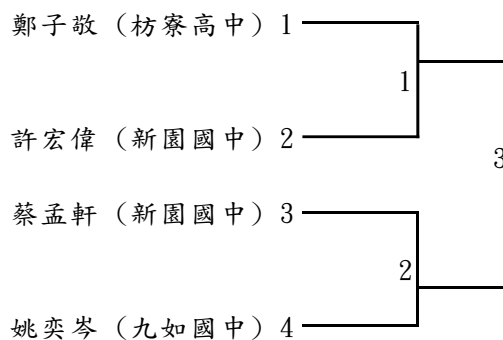 鄭子敬（枋寮高中）1
1
許宏偉（新園國中）2
3
蔡孟軒（新園國中）3
2
姚奕岑（九如國中）4